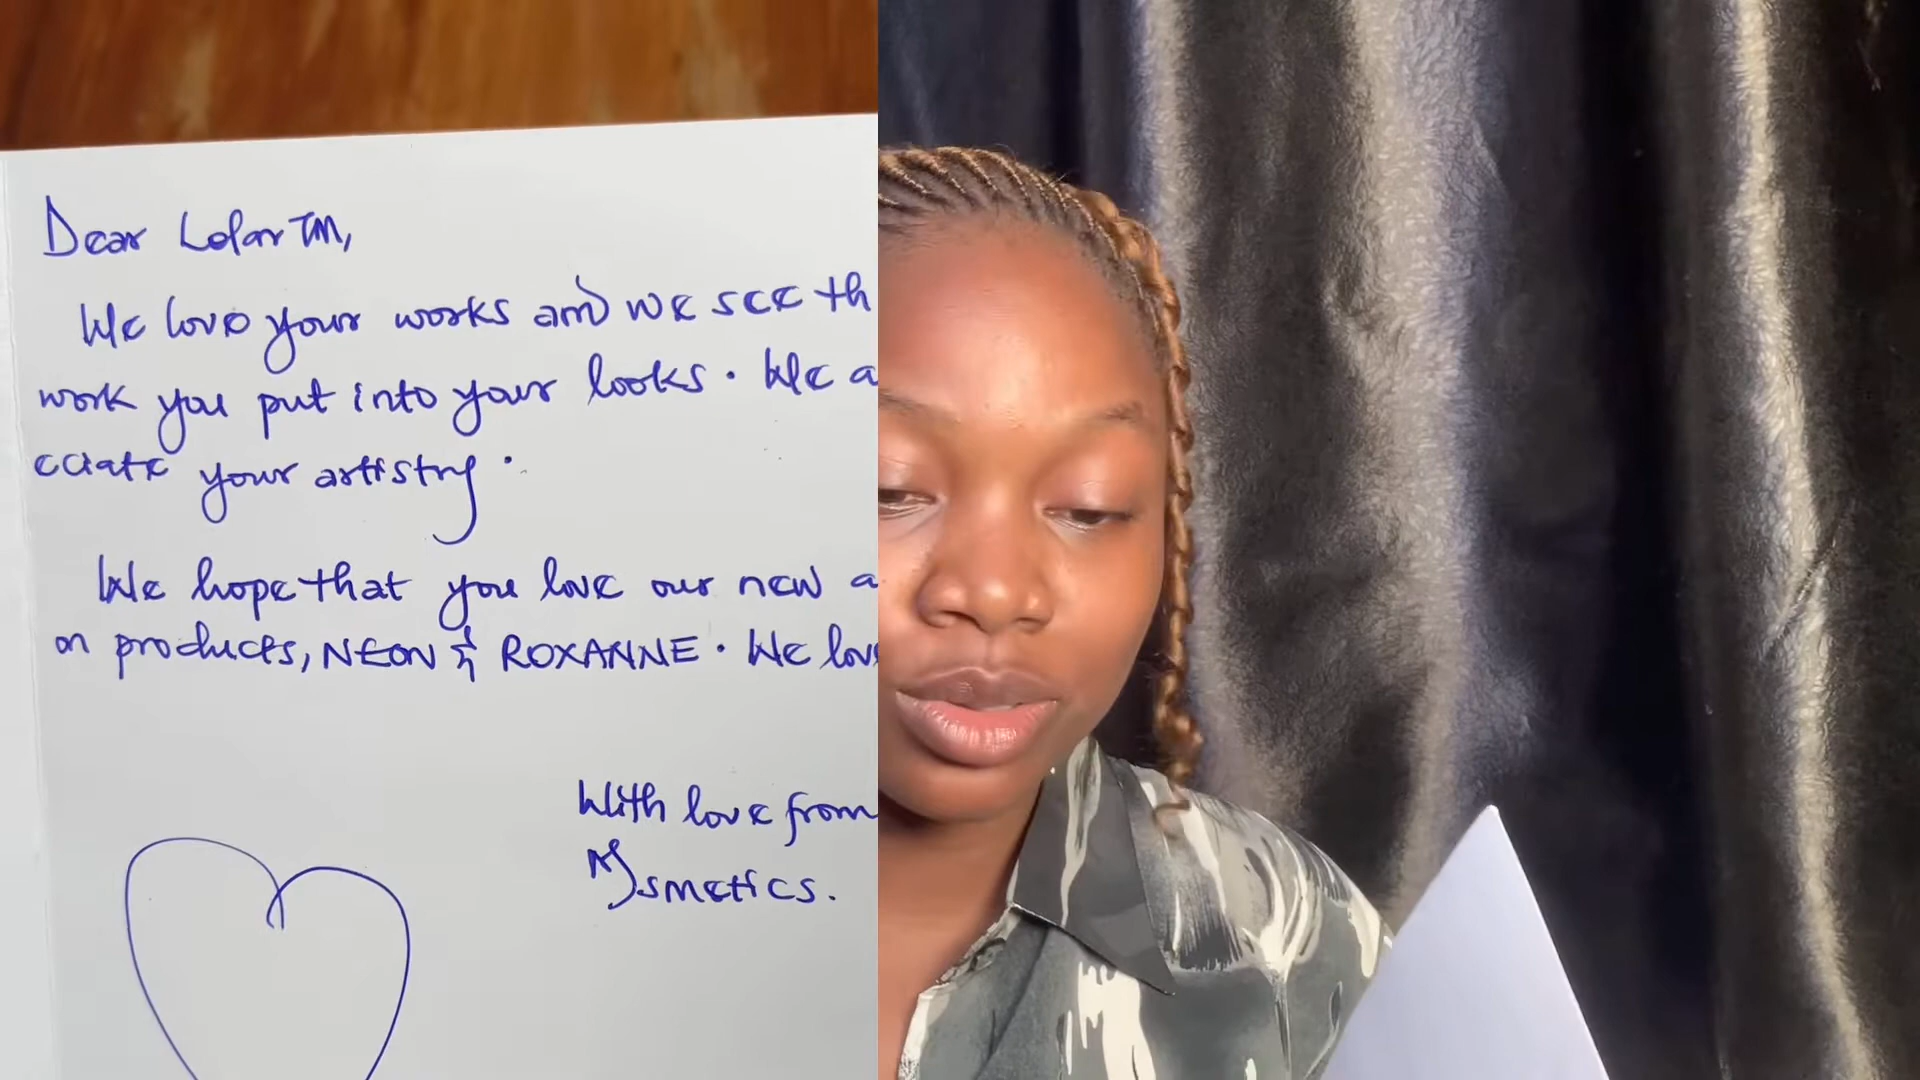 Dear LolarTM,
We love your works and we see th
work you put into your looks. We a
ciate your artistry.
We hope that you love our new a
on products, NEON & ROXANNE. We lov
With love from
smetics.